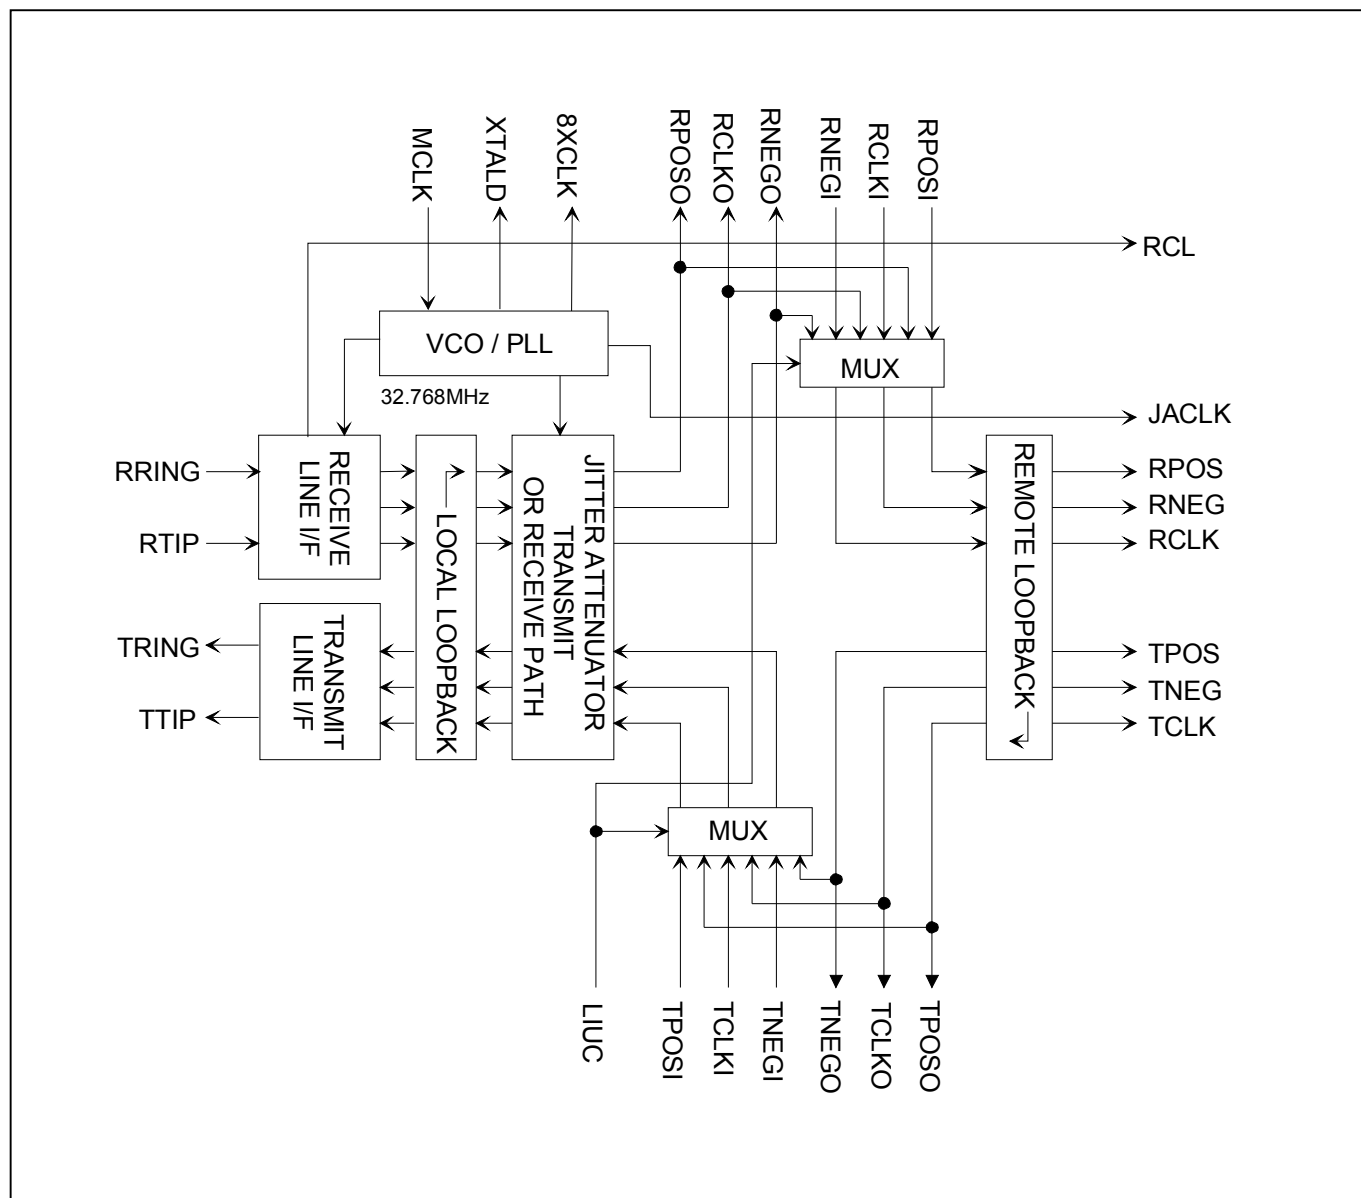 MCLK
XTALD
8XCLK
RPOSO
RCLKO
RNEGO
RNEGI
RCLKI
RPOSI
RCL
VCO / PLL
MUX
32.768MHz
JACLK
RRING
RTIP
RECEIVE
LINE I/F
LOCAL LOOPBACK
JITTER ATTENUATOR
TRANSMIT
OR RECEIVE PATH
REMOTE LOOPBACK
RPOS
RNEG
RCLK
TRING
TTIP
TRANSMIT
LINE I/F
TPOS
TNEG
TCLK
MUX
LIUC
TPOSI
TCLKI
TNEGI
TNEGO
TCLKO
TPOSO